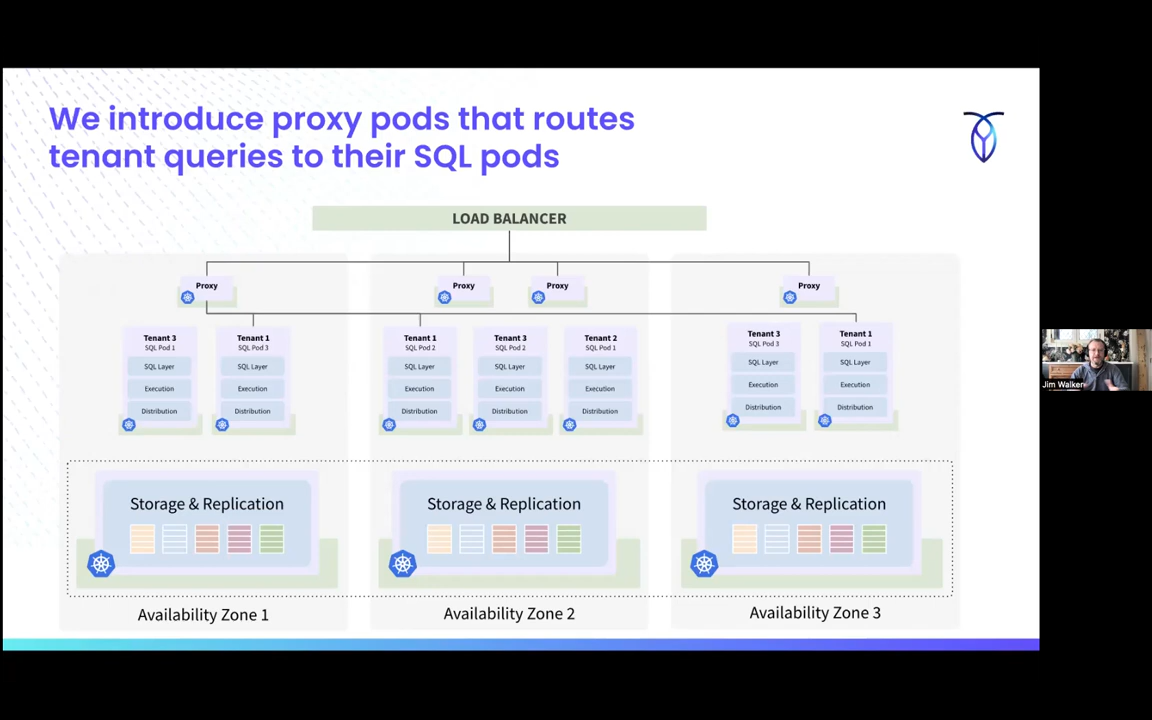 We introduce proxy pods that routes
tenant queries to their SQL pods
LOAD BALANCER
Proxy
Proxy
Proxy
Proxy
Tenant 3
SQL Pod 1
SQL Layer
Execution
Distribution
Tenant 1
SQL Pod 3
SQL Layer
Execution
Distribution
Tenant 1
SQL Pod 2
SQL Layer
Execution
Distribution
Tenant 3
SQL Pod 2
SQL Layer
Execution
Distribution
Tenant 2
SQL Pod 1
SQL Layer
Execution
Distribution
Tenant 3
SQL Pod 3
SQL Layer
Execution
Distribution
Tenant 1
SQL Pod 1
SQL Layer
Execution
Distribution
Jim Walker
Storage & Replication
Storage & Replication
Storage & Replication
Availability Zone 1
Availability Zone 2
Availability Zone 3